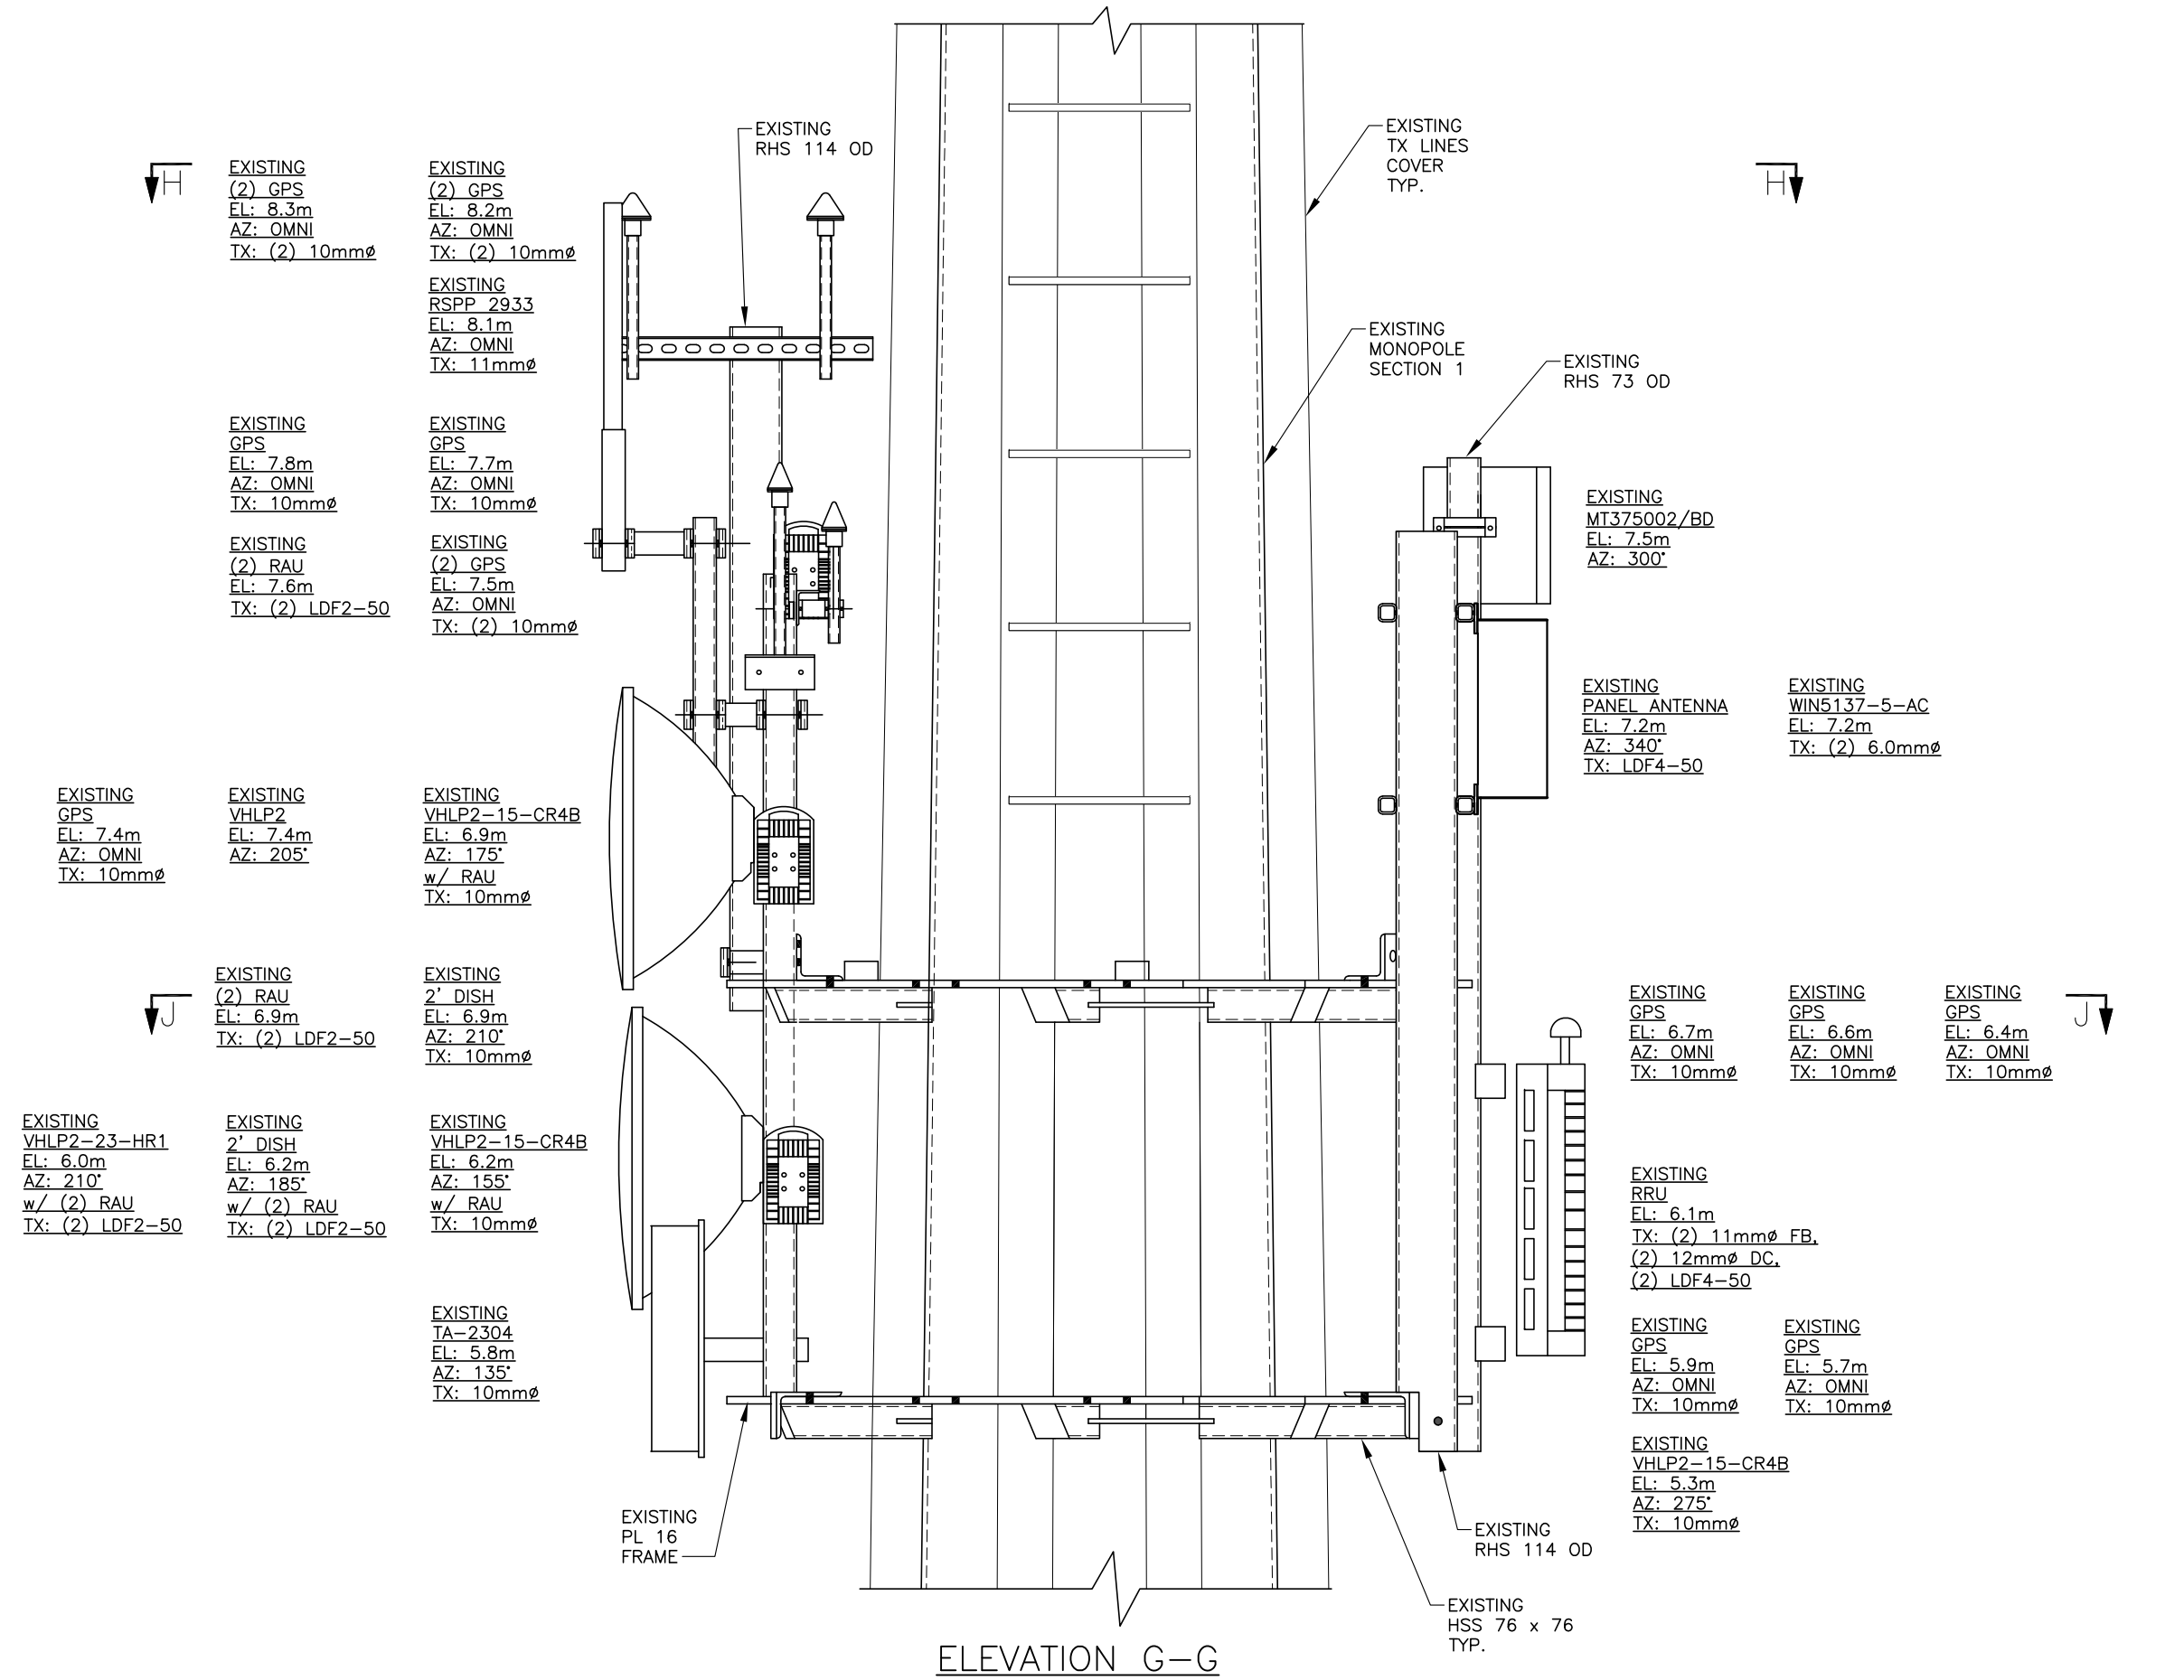 EXISTING
RHS 114 OD
EXISTING
TX LINES
COVER
TYP.
H
H
EXISTING
(2) GPS
EL: 8.3m
AZ: OMNI
TX: (2) 10mmø
EXISTING
(2) GPS
EL: 8.2m
AZ: OMNI
TX: (2) 10mmø
EXISTING
RSPP 2933
EL: 8.1m
AZ: OMNI
TX: 11mmø
EXISTING
MONOPOLE
SECTION 1
EXISTING
RHS 73 OD
EXISTING
GPS
EL: 7.8m
AZ: OMNI
TX: 10mmø
EXISTING
GPS
EL: 7.7m
AZ: OMNI
TX: 10mmø
EXISTING
MT375002/BD
EL: 7.5m
AZ: 300°
EXISTING
(2) RAU
EL: 7.6m
TX: (2) LDF2-50
EXISTING
(2) GPS
EL: 7.5m
AZ: OMNI
TX: (2) 10mmø
EXISTING
PANEL ANTENNA
EL: 7.2m
AZ: 340°
TX: LDF4-50
EXISTING
WIN5137-5-AC
EL: 7.2m
TX: (2) 6.0mmø
EXISTING
GPS
EL: 7.4m
AZ: OMNI
TX: 10mmø
EXISTING
VHLP2
EL: 7.4m
AZ: 205°
EXISTING
VHLP2-15-CR4B
EL: 6.9m
AZ: 175°
w/ RAU
TX: 10mmø
J
EXISTING
(2) RAU
EL: 6.9m
TX: (2) LDF2-50
EXISTING
2' DISH
EL: 6.9m
AZ: 210°
TX: 10mmø
EXISTING
GPS
EL: 6.7m
AZ: OMNI
TX: 10mmø
EXISTING
GPS
EL: 6.6m
AZ: OMNI
TX: 10mmø
EXISTING
GPS
EL: 6.4m
AZ: OMNI
TX: 10mmø
J
EXISTING
VHLP2-23-HR1
EL: 6.0m
AZ: 210°
w/ (2) RAU
TX: (2) LDF2-50
EXISTING
2' DISH
EL: 6.2m
AZ: 185°
w/ (2) RAU
TX: (2) LDF2-50
EXISTING
VHLP2-15-CR4B
EL: 6.2m
AZ: 155°
w/ RAU
TX: 10mmø
EXISTING
RRU
EL: 6.1m
TX: (2) 11mmø FB,
(2) 12mmø DC,
(2) LDF4-50
EXISTING
TA-2304
EL: 5.8m
AZ: 135°
TX: 10mmø
EXISTING
GPS
EL: 5.9m
AZ: OMNI
TX: 10mmø
EXISTING
GPS
EL: 5.7m
AZ: OMNI
TX: 10mmø
EXISTING
VHLP2-15-CR4B
EL: 5.3m
AZ: 275°
TX: 10mmø
EXISTING
PL 16
FRAME
EXISTING
RHS 114 OD
EXISTING
HSS 76 x 76
TYP.
ELEVATION G-G